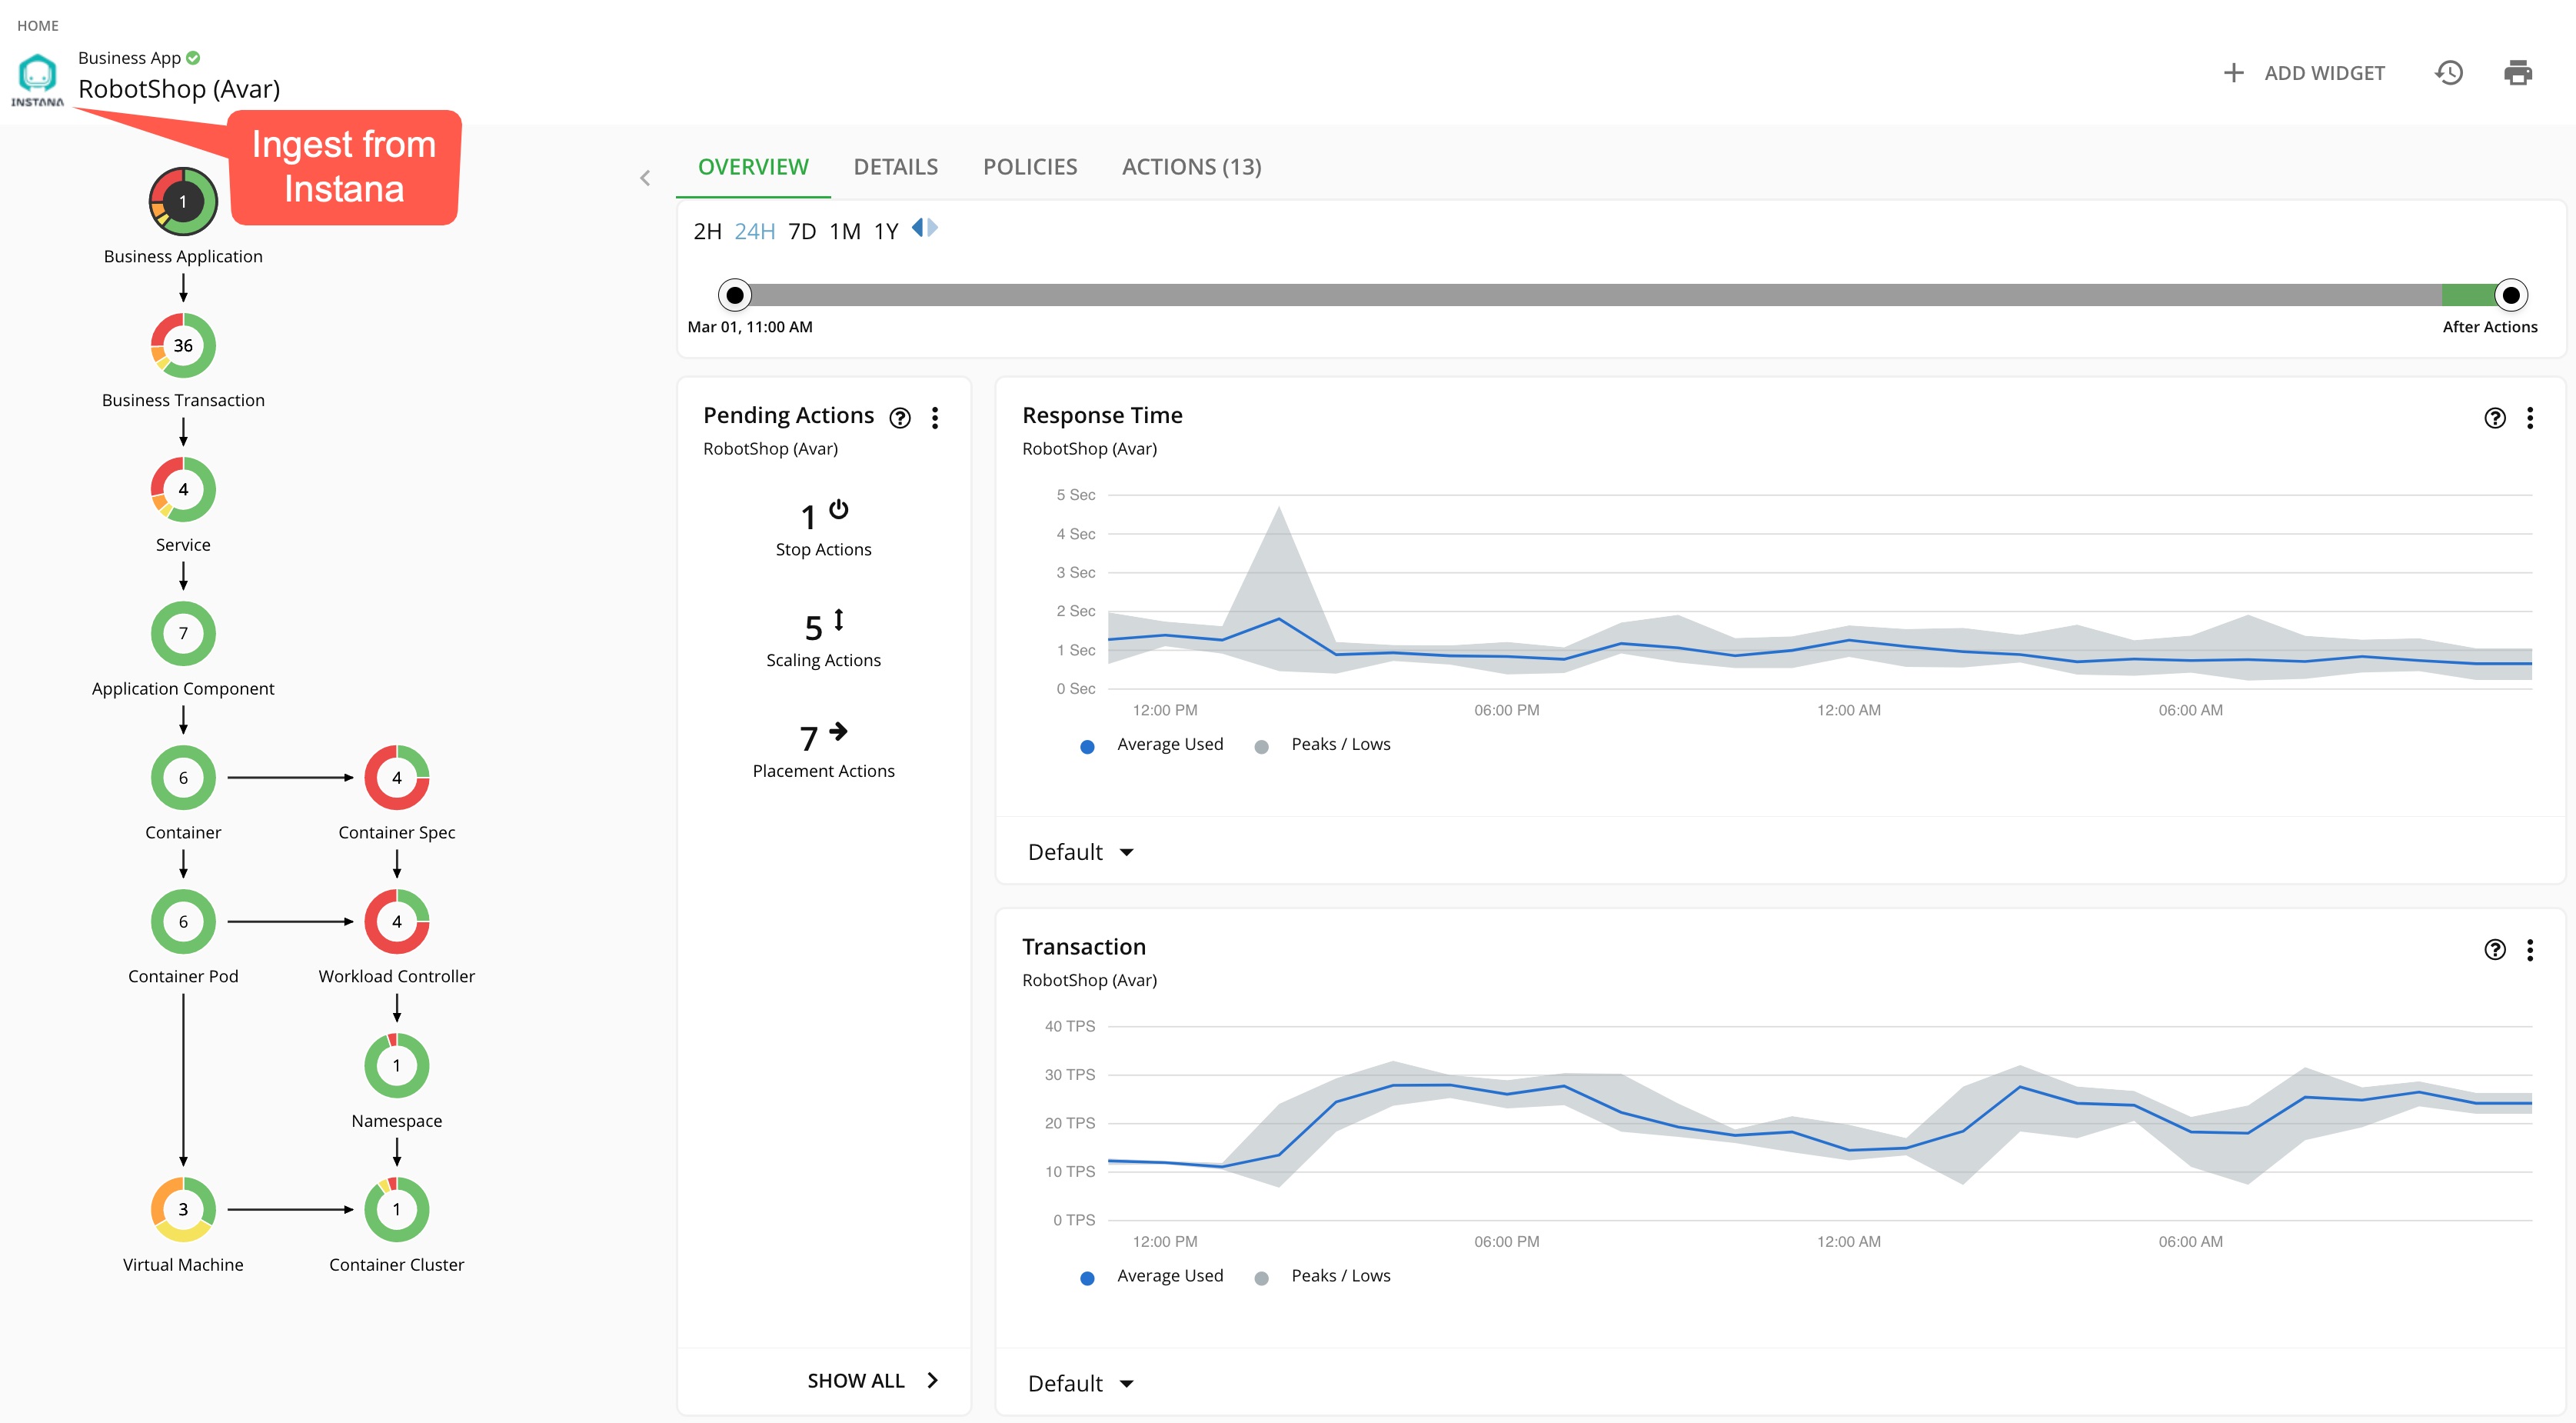 HOME
Business App
RobotShop (Avar)
INSTANA
Ingest from
Instana
ADD WIDGET
1
Business Application
36
Business Transaction
4
Service
7
Application Component
6
4
Container
Container Spec
6
4
Container Pod
Workload Controller
1
Namespace
3
1
Virtual Machine
Container Cluster
OVERVIEW DETAILS POLICIES ACTIONS (13)
2H 24H 7D 1M 1Y
Mar 01, 11:00 AM
After Actions
Pending Actions
RobotShop (Avar)
1
Stop Actions
5
Scaling Actions
7
Placement Actions
SHOW ALL
Response Time
RobotShop (Avar)
5 Sec
4 Sec
3 Sec
2 Sec
1 Sec
0 Sec
12:00 PM 06:00 PM 12:00 AM 06:00 AM
Average Used Peaks / Lows
Default
Transaction
RobotShop (Avar)
40 TPS
30 TPS
20 TPS
10 TPS
0 TPS
12:00 PM 06:00 PM 12:00 AM 06:00 AM
Average Used Peaks / Lows
Default